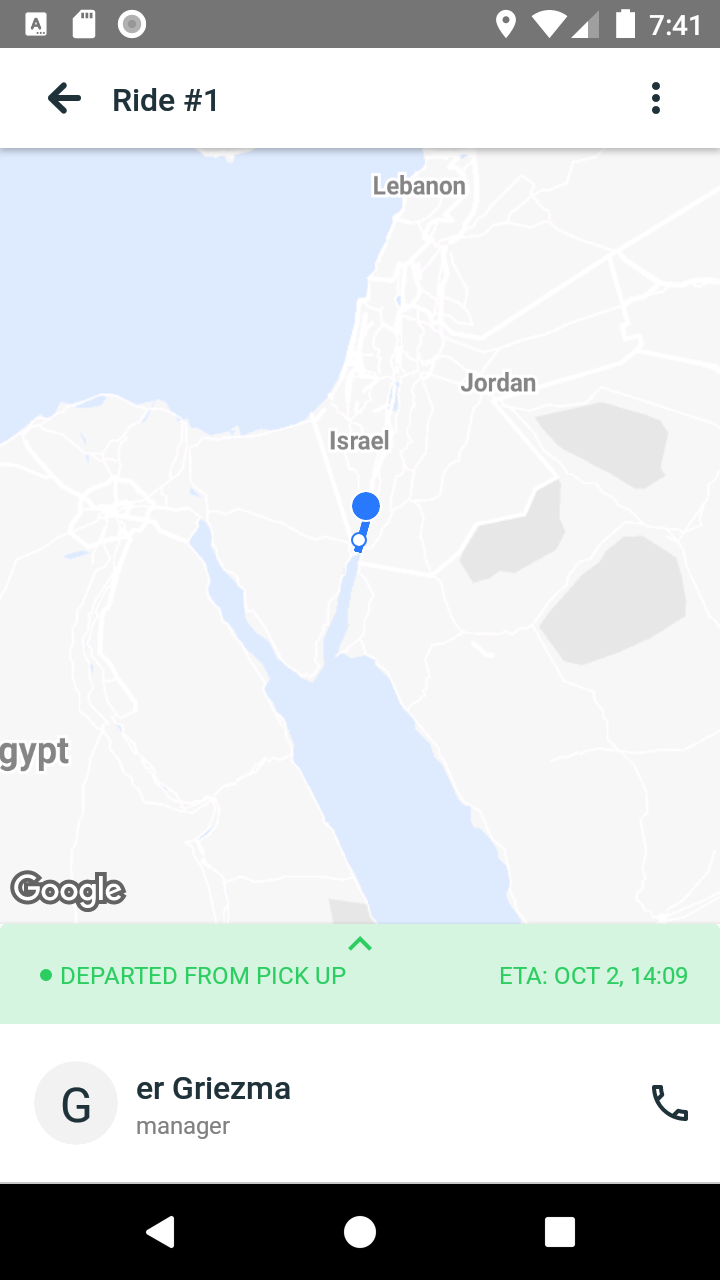 7:41
Ride #1
Lebanon
Jordan
Israel
gypt
Google
DEPARTED FROM PICK UP
ETA: OCT 2, 14:09
G
er Griezma
manager